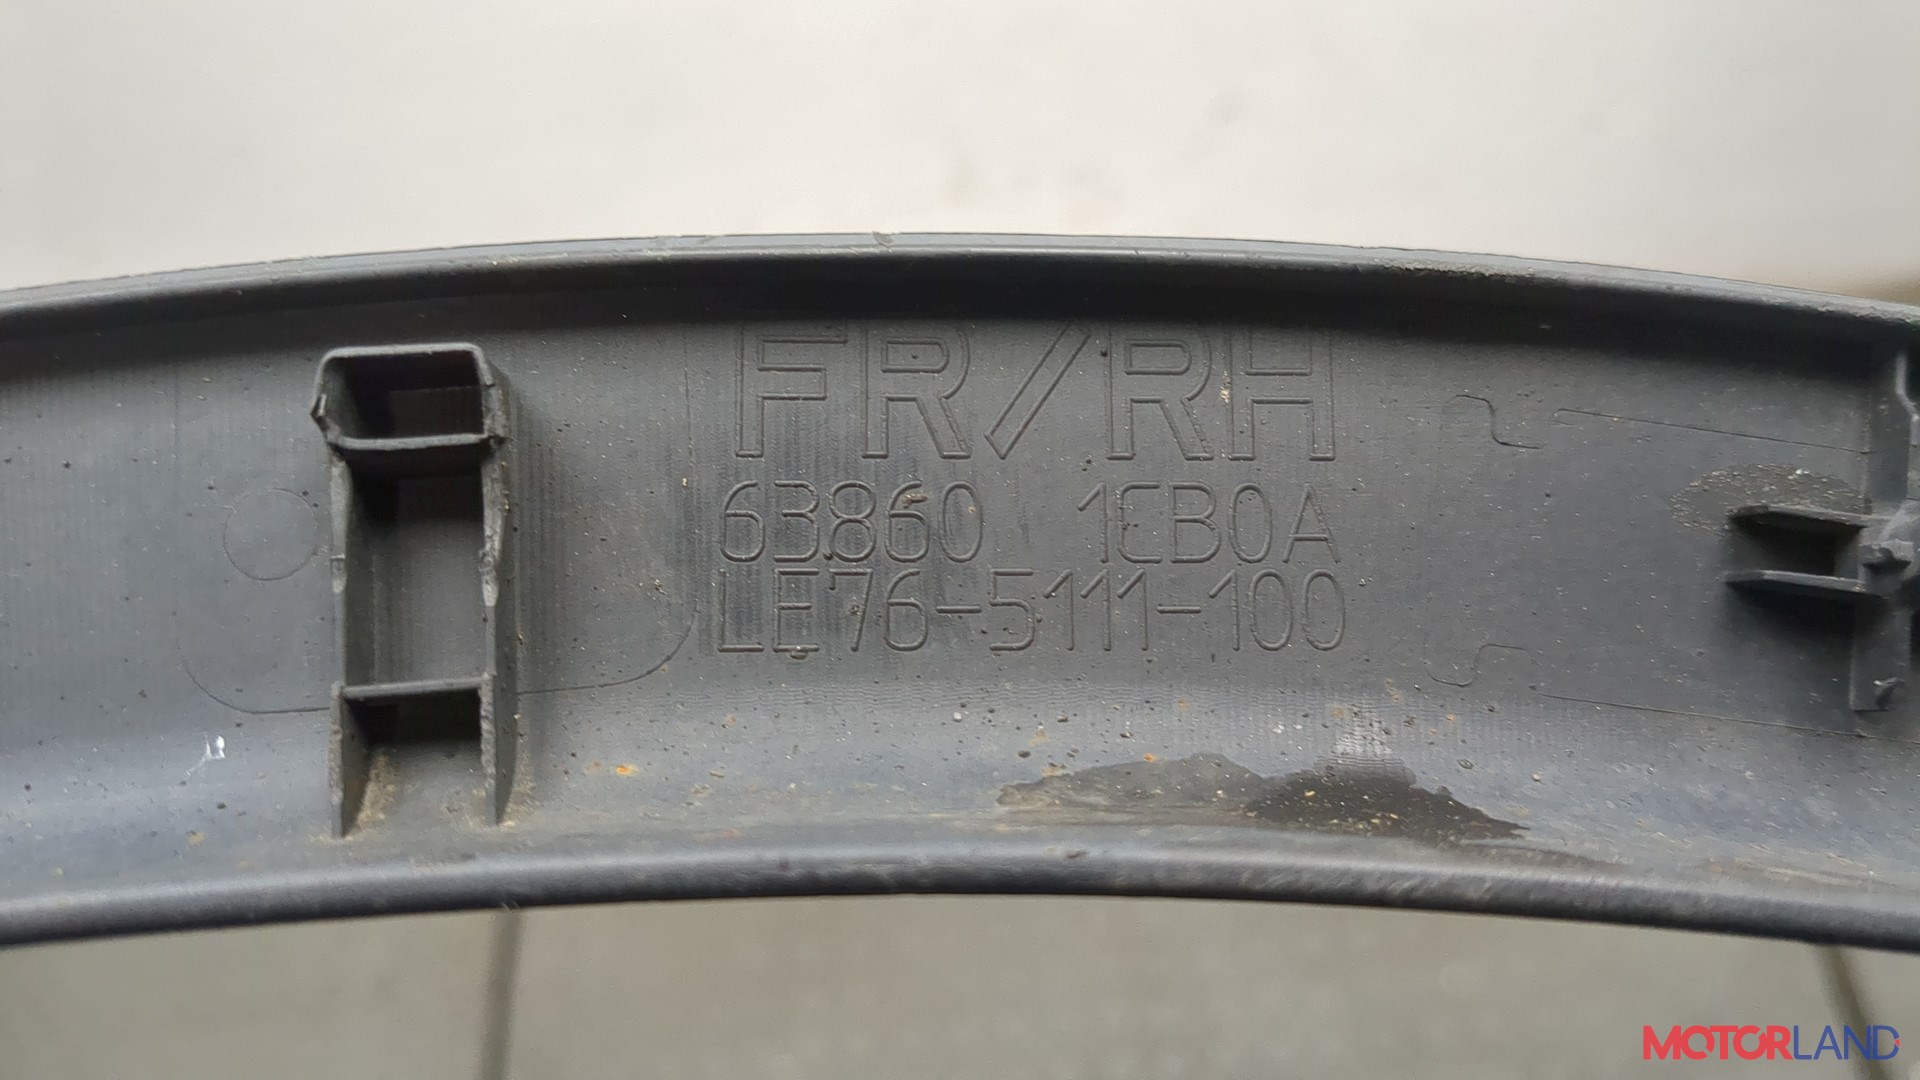 FR/RH
63860 1EB0A
LE76-5111-100
MOTORLAND